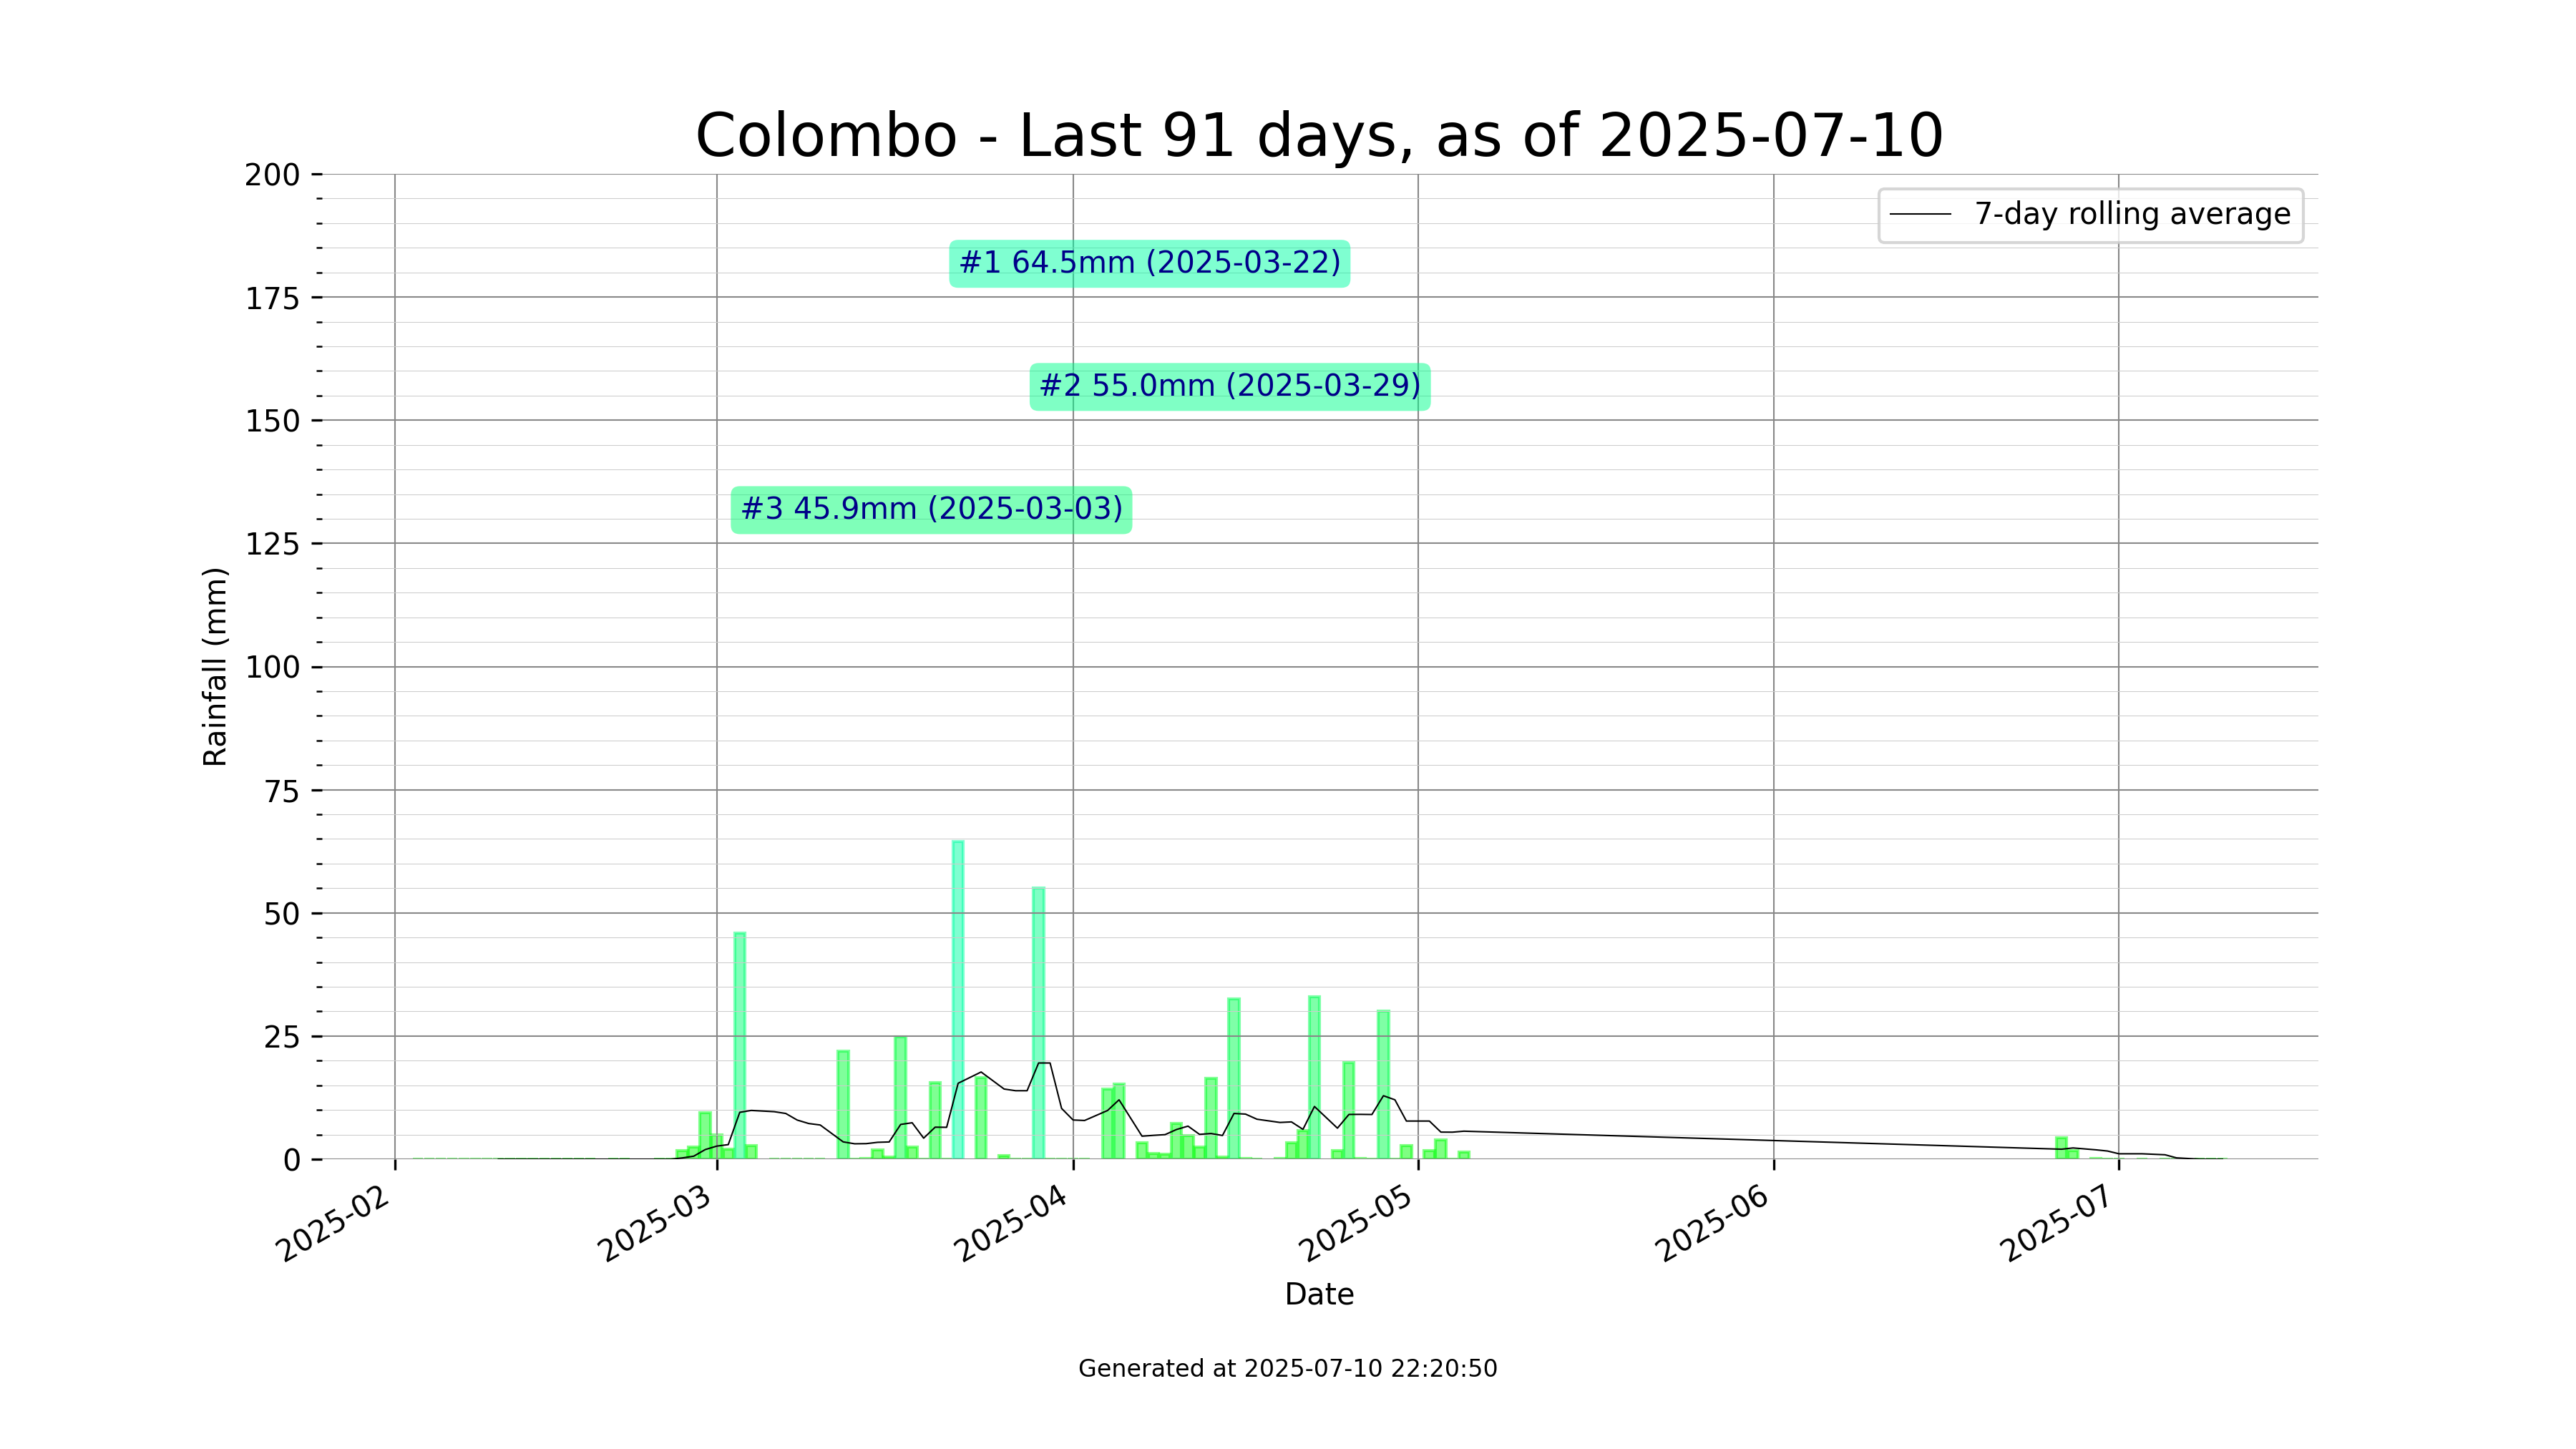 Colombo - Last 91 days, as of 2025-07-10
200
175
150
125
100
75
50
25
0
Rainfall (mm)
7-day rolling average
#1 64.5mm (2025-03-22)
#2 55.0mm (2025-03-29)
#3 45.9mm (2025-03-03)
2025-02
2025-03
2025-04
2025-05
2025-06
2025-07
Date
Generated at 2025-07-10 22:20:50